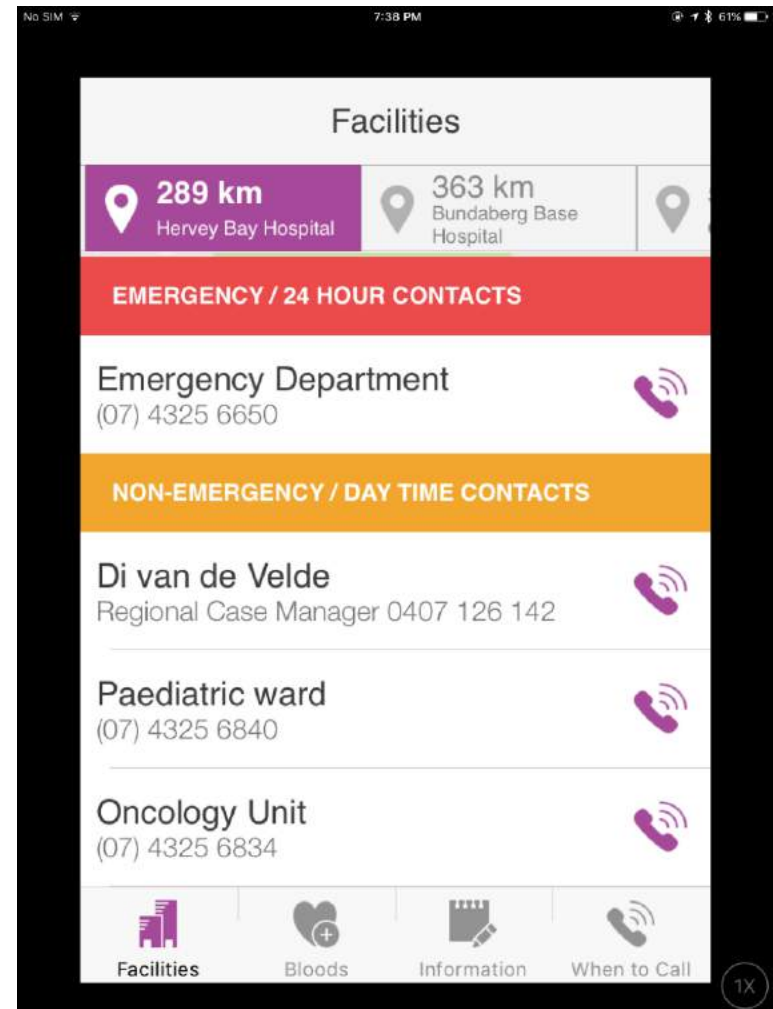 No SIM 7:38 PM 61%
Facilities
289 km
Hervey Bay Hospital
363 km
Bundaberg Base
Hospital
EMERGENCY / 24 HOUR CONTACTS
Emergency Department
(07) 4325 6650
NON-EMERGENCY / DAY TIME CONTACTS
Di van de Velde
Regional Case Manager 0407 126 142
Paediatric ward
(07) 4325 6840
Oncology Unit
(07) 4325 6834
Facilities Bloods Information When to Call
1X